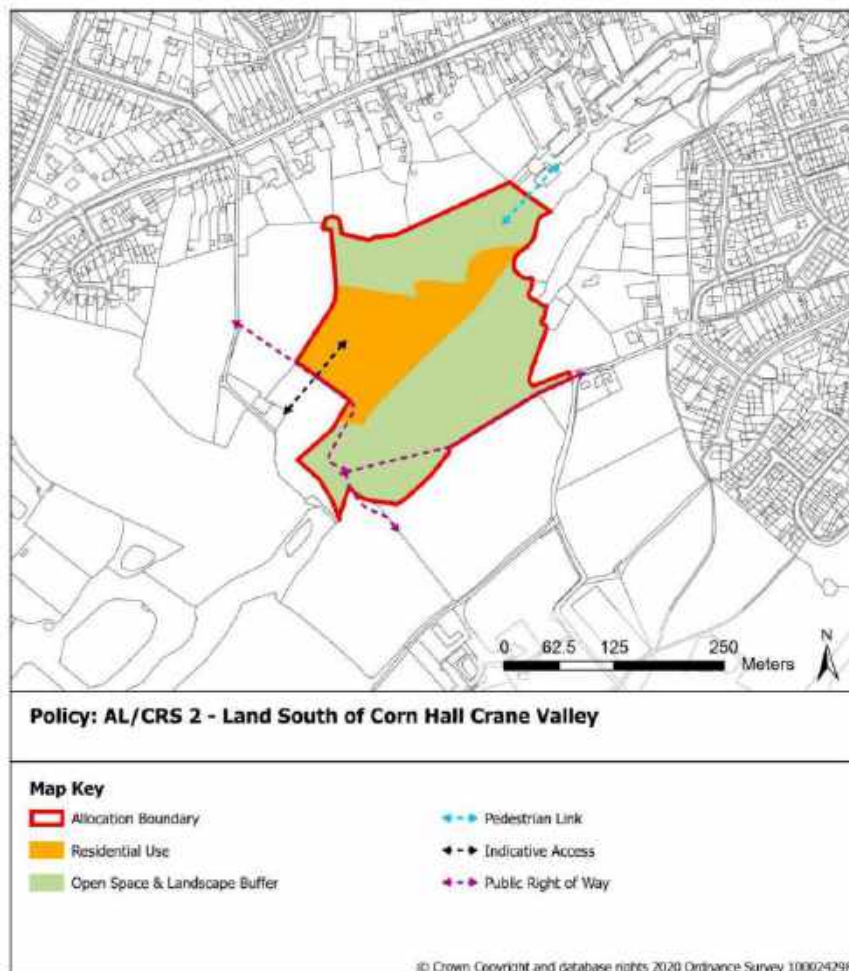 0 62.5 125 250
Meters
N
Policy: AL/CRS 2 - Land South of Corn Hall Crane Valley
Map Key
Allocation Boundary
Residential Use
Open Space & Landscape Buffer
Pedestrian Link
Indicative Access
Public Right of Way
© Crown Copyright and database rights 2020 Ordnance Survey 100024298